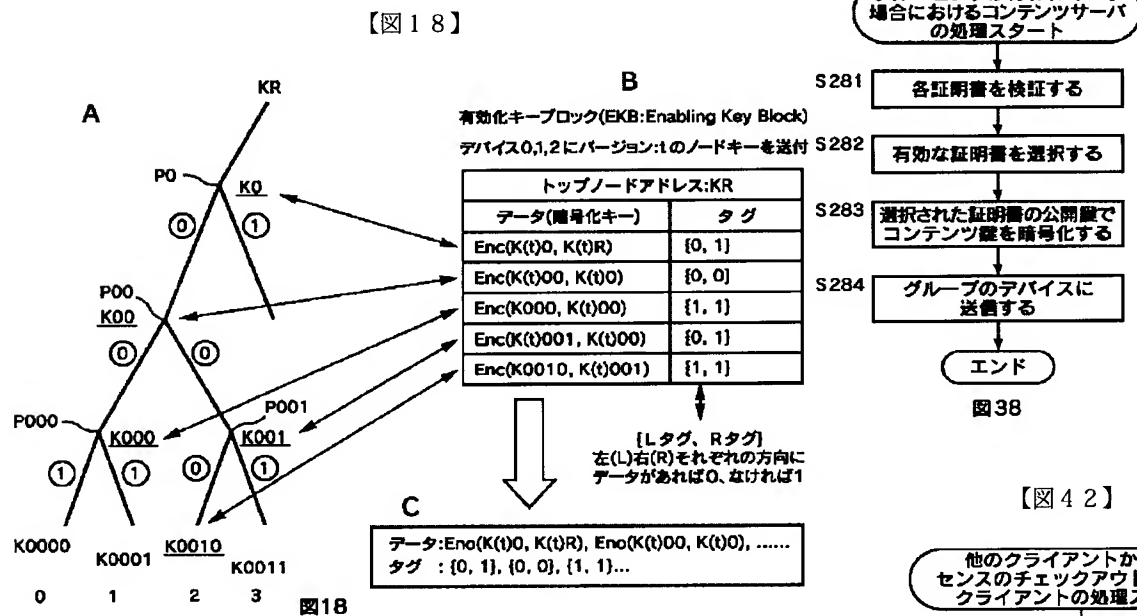 【図18】
A
KR
P0
K0
0
1
P00
K00
0
0
P000
K000
P001
K001
1
1
0
1
K0000
K0001
K0010
K0011
0
1
2
3
図18
B
有効化キーブロック(EKB:Enabling Key Block)
デバイス0,1,2にバージョン:tのノードキーを送付
トップノードアドレス:KR
データ(暗号化キー) タグ
Enc(K(t)0, K(t)R) {0, 1}
Enc(K(t)00, K(t)0) {0, 0]
Enc(K000, K(t)00) {1, 1}
Enc(K(t)001, K(t)00) {0, 1}
Enc(K0010, K(t)001) {1, 1}
{Lタグ、Rタグ}
左(L)右(R)それぞれの方向に
データがあれば0、なければ1
C
データ:Eno(K(t)0, K(t)R), Eno(K(t)00, K(t)0), ......
タグ :{0, 1}, {0, 0}, {1, 1}...
場合におけるコンテンツサーバ
の処理スタート
S281
各証明書を検証する
S282
有効な証明書を選択する
S283
選択された証明書の公開鍵で
コンテンツ鍵を暗号化する
S284
グループのデバイスに
送信する
エンド
図38
【図42】
他のクライアントか
センスのチェックアウト
クライアントの処理ス